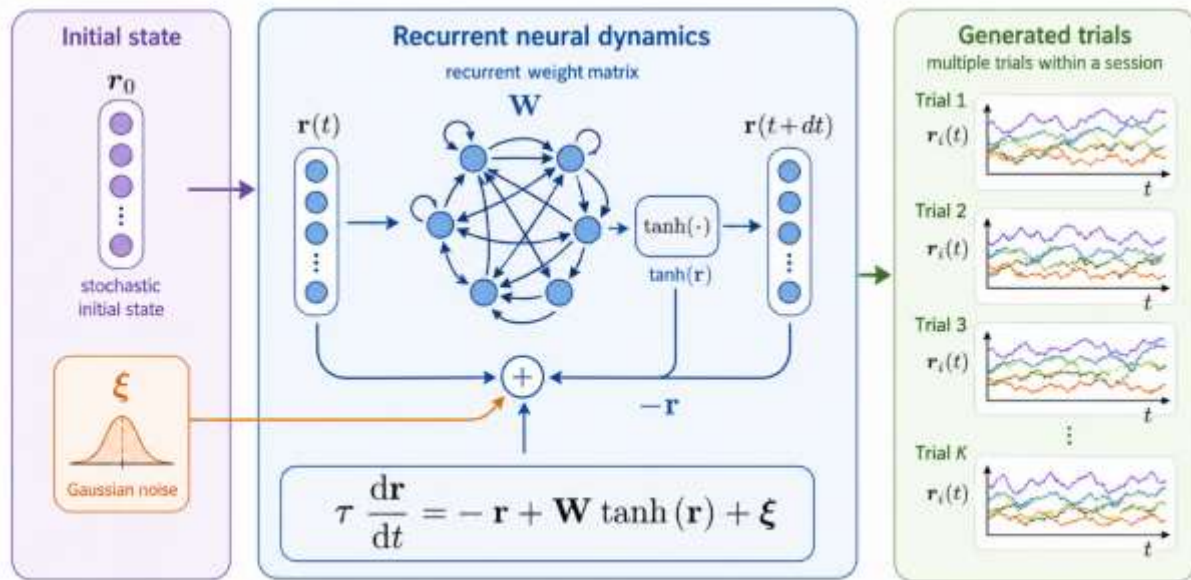 Initial state
r₀
stochastic
initial state
ξ
Gaussian noise
Recurrent neural dynamics
recurrent weight matrix
W
r(t)
r(t+dt)
tanh(·)
tanh(r)
+
−r
τ dr/dt = − r + W tanh (r) + ξ
Generated trials
multiple trials within a session
Trial 1
rᵢ(t)
t
Trial 2
rᵢ(t)
t
Trial 3
rᵢ(t)
t
Trial K
rᵢ(t)
t